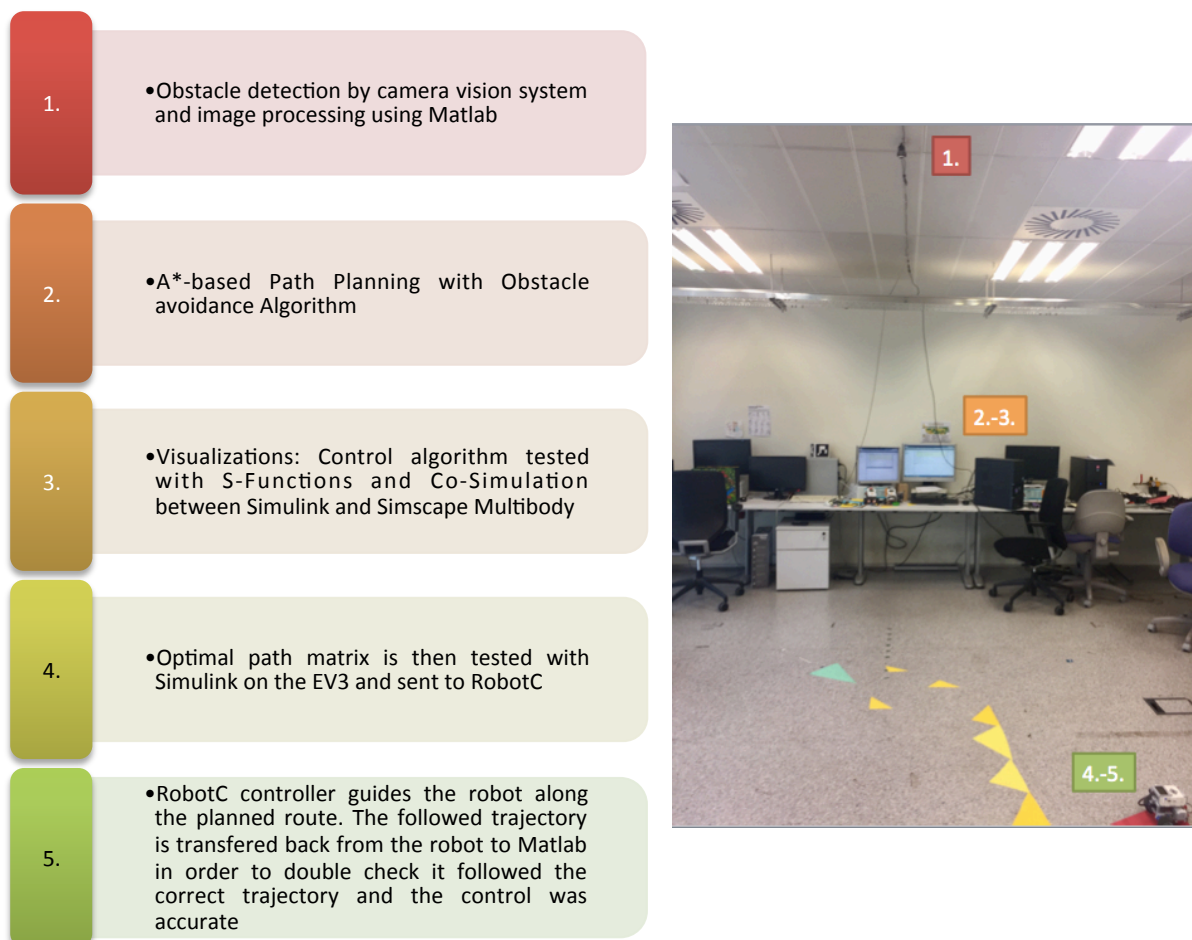 1.
•Obstacle detection by camera vision system
and image processing using Matlab
2.
•A*-based Path Planning with Obstacle
avoidance Algorithm
3.
•Visualizations: Control algorithm tested
with S-Functions and Co-Simulation
between Simulink and Simscape Multibody
4.
•Optimal path matrix is then tested with
Simulink on the EV3 and sent to RobotC
5.
•RobotC controller guides the robot along
the planned route. The followed trajectory
is transfered back from the robot to Matlab
in order to double check it followed the
correct trajectory and the control was
accurate
1.
2.-3.
4.-5.